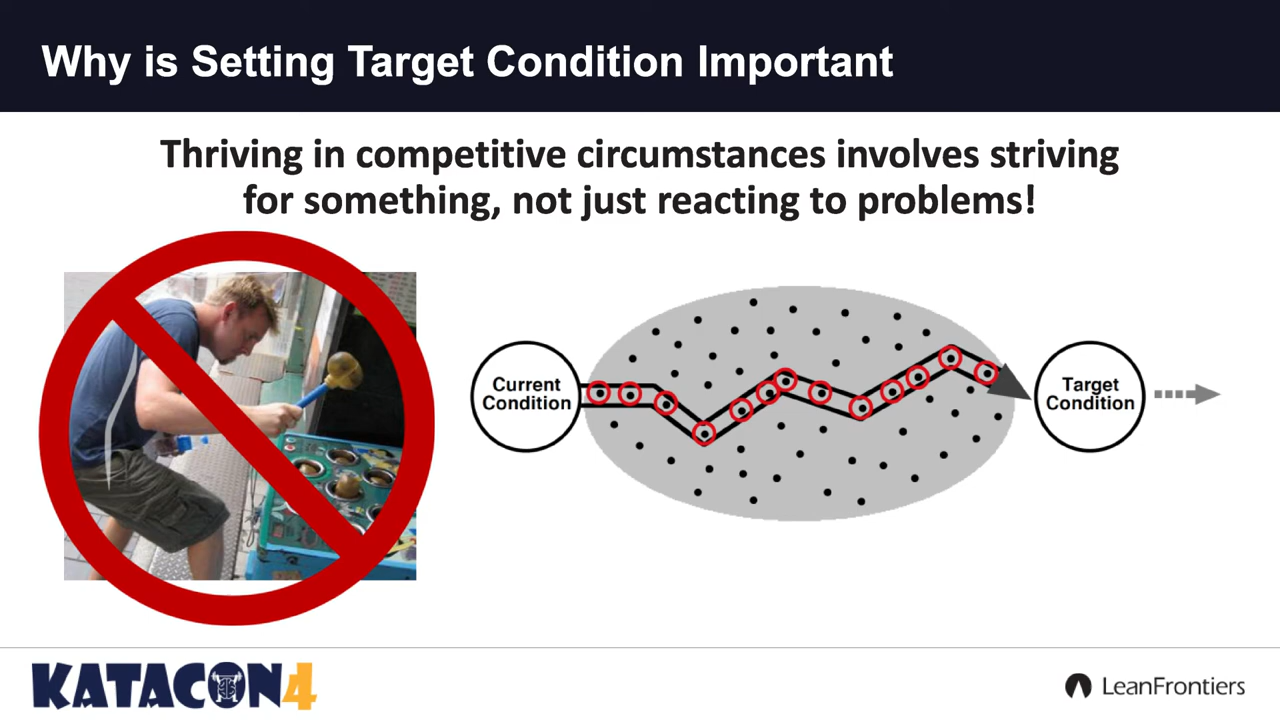 Why is Setting Target Condition Important
Thriving in competitive circumstances involves striving
for something, not just reacting to problems!
Current
Condition
Target
Condition
KATACON4
LeanFrontiers